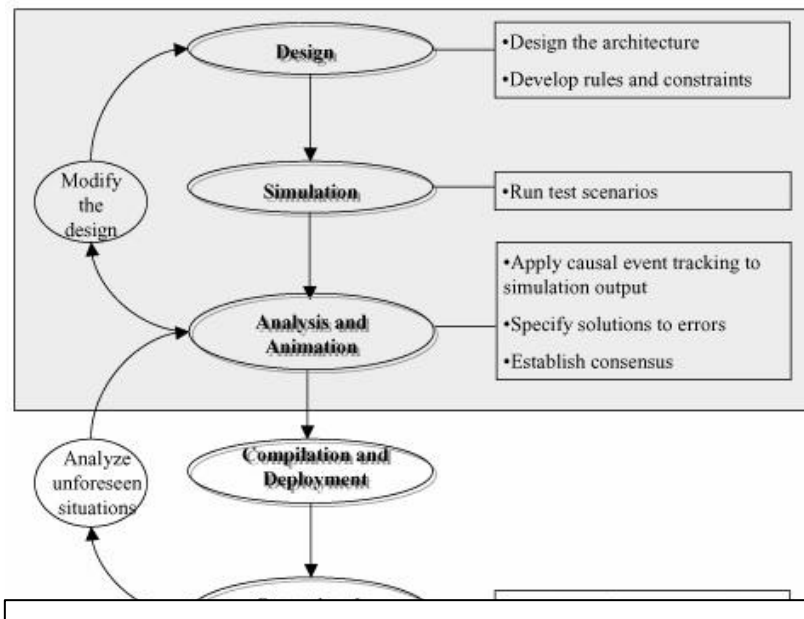 Design
•Design the architecture
•Develop rules and constraints
Modify
the
design
Simulation
•Run test scenarios
Analysis and
Animation
•Apply causal event tracking to
simulation output
•Specify solutions to errors
•Establish consensus
Analyze
unforeseen
situations
Compilation and
Deployment